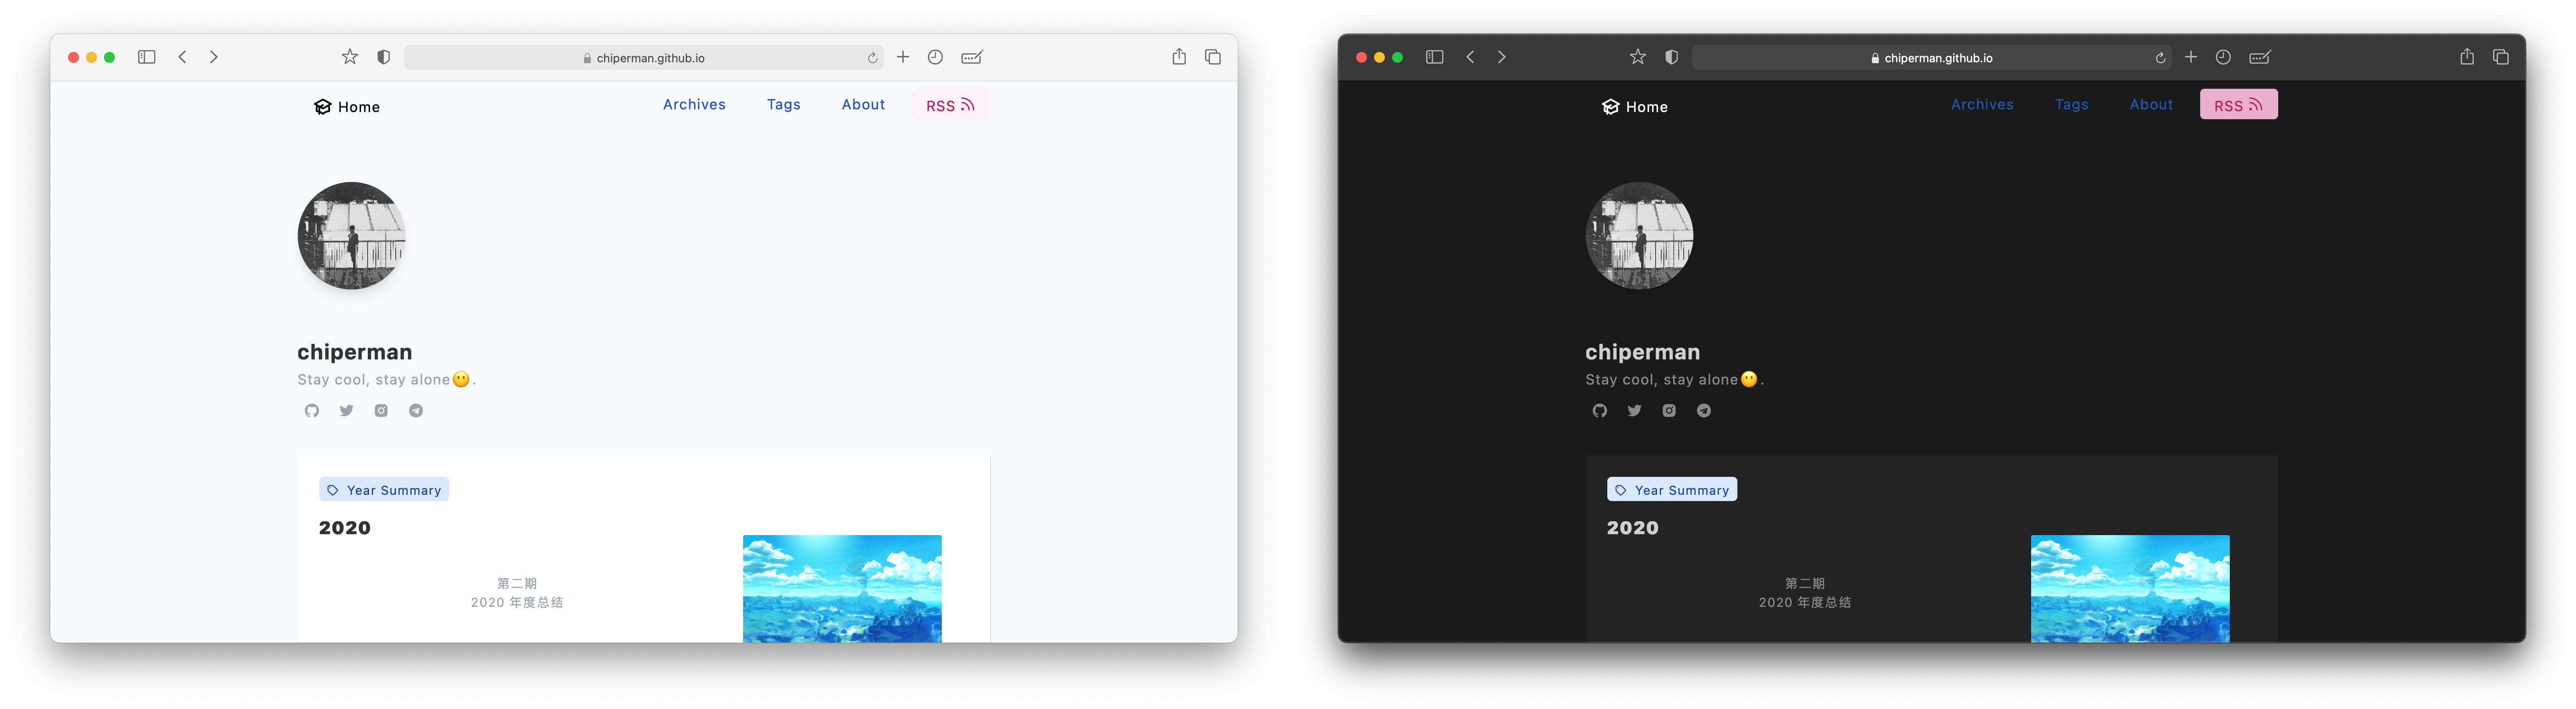 chiperman.github.io
Home Archives Tags About RSS
chiperman
Stay cool, stay alone😶.
Year Summary
2020
第二期
2020 年度总结
chiperman.github.io
Home Archives Tags About RSS
chiperman
Stay cool, stay alone😶.
Year Summary
2020
第二期
2020 年度总结